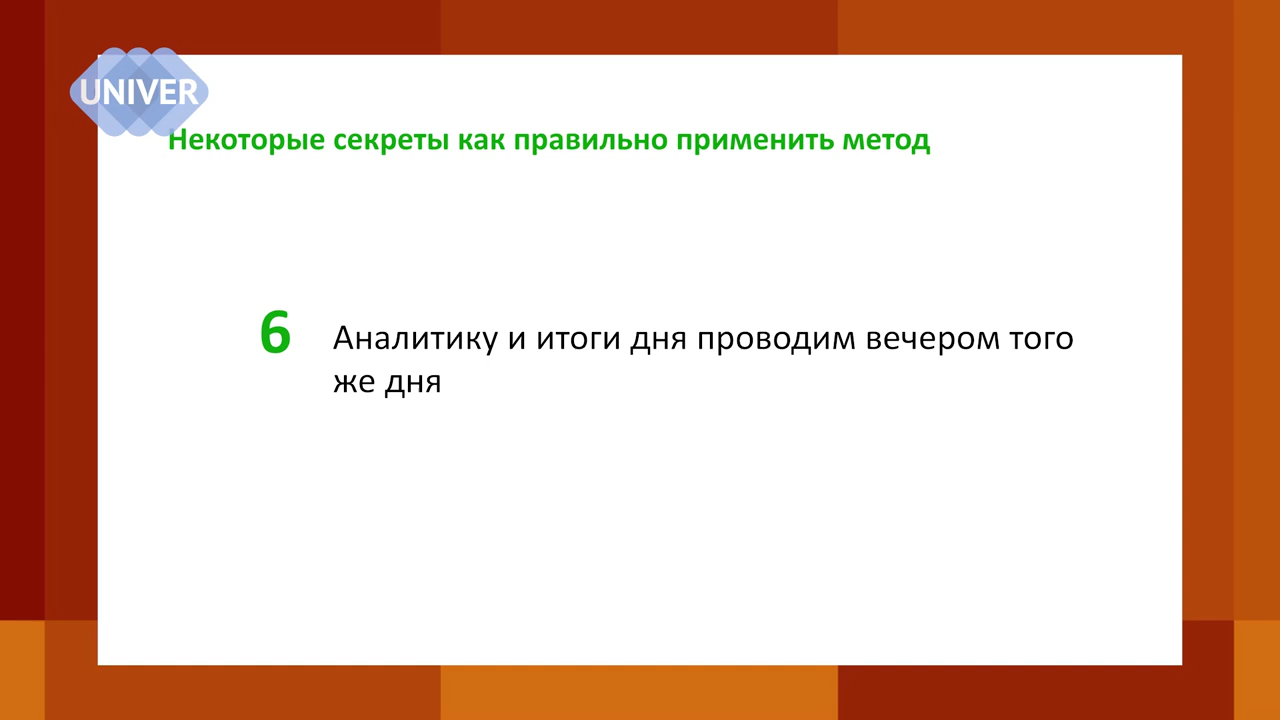 UNIVER
Некоторые секреты как правильно применить метод
6 Аналитику и итоги дня проводим вечером того
же дня